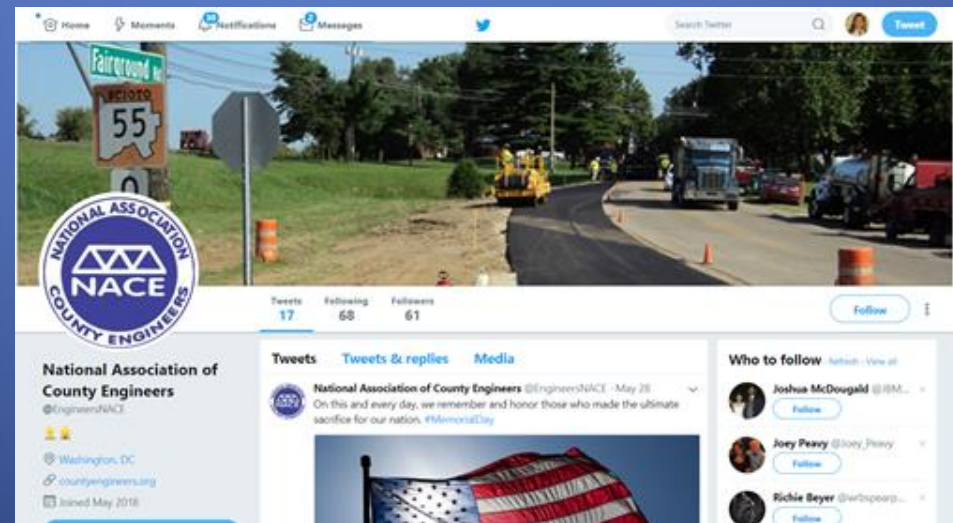 Home Moments Notifications Messages Search Twitter Tweet
Fairground Rd
SCIOTO
55
0
NATIONAL ASSOCIATION
NACE
COUNTY ENGINEERS
Tweets Following Followers
17 68 61
Follow
National Association of
County Engineers
@EngineersNACE
Washington, DC
countyengineers.org
Joined May 2018
Tweets Tweets & replies Media
National Association of County Engineers @EngineersNACE · May 28
On this and every day, we remember and honor those who made the ultimate
sacrifice for our nation. #MemorialDay
Who to follow Refresh · View all
Joshua McDougald
Follow
Joey Peavy @Joey_Peavy
Follow
Richie Beyer
Follow